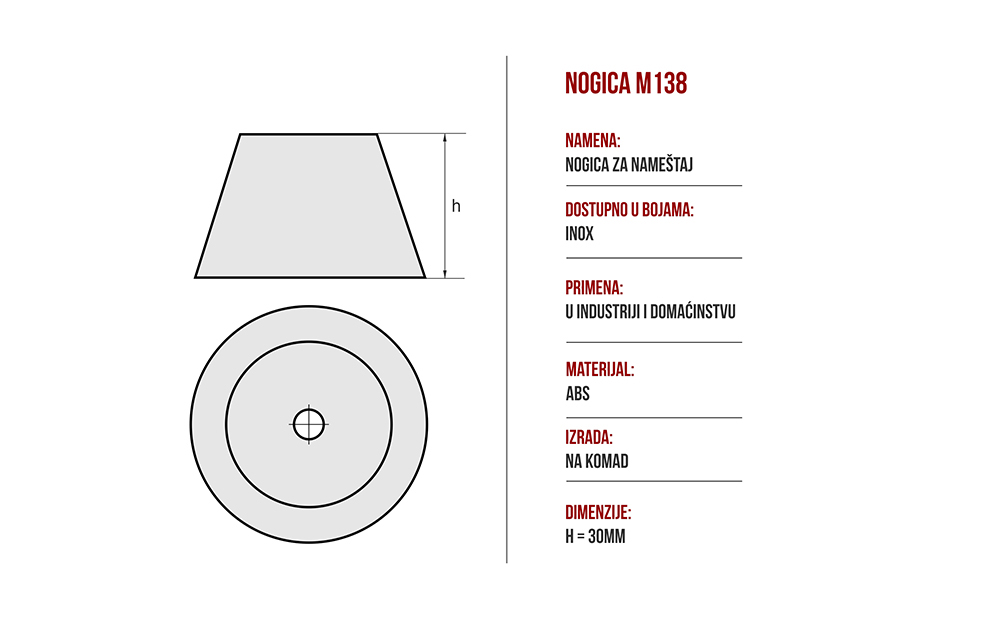 h
NOGICA M138
NAMENA:
NOGICA ZA NAMEŠTAJ
DOSTUPNO U BOJAMA:
INOX
PRIMENA:
U INDUSTRIJI I DOMAĆINSTVU
MATERIJAL:
ABS
IZRADA:
NA KOMAD
DIMENZIJE:
H = 30MM